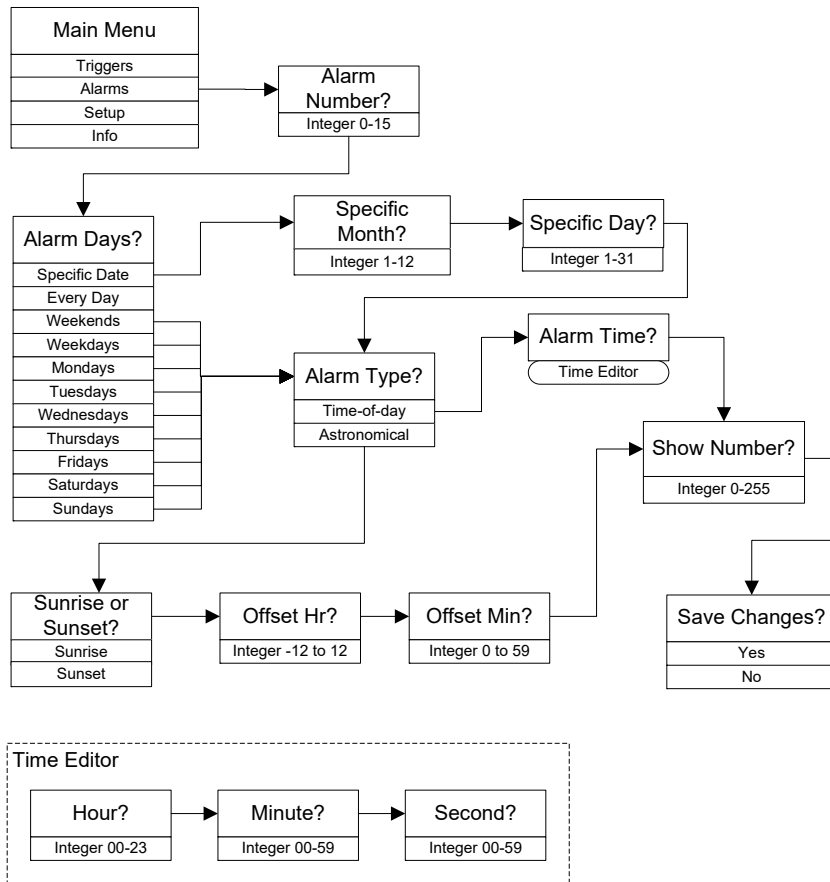 Main Menu
Triggers
Alarms
Setup
Info
Alarm
Number?
Integer 0-15
Alarm Days?
Specific Date
Every Day
Weekends
Weekdays
Mondays
Tuesdays
Wednesdays
Thursdays
Fridays
Saturdays
Sundays
Specific
Month?
Integer 1-12
Specific Day?
Integer 1-31
Alarm Type?
Time-of-day
Astronomical
Alarm Time?
Time Editor
Show Number?
Integer 0-255
Sunrise or
Sunset?
Sunrise
Sunset
Offset Hr?
Integer -12 to 12
Offset Min?
Integer 0 to 59
Save Changes?
Yes
No
Time Editor
Hour?
Integer 00-23
Minute?
Integer 00-59
Second?
Integer 00-59